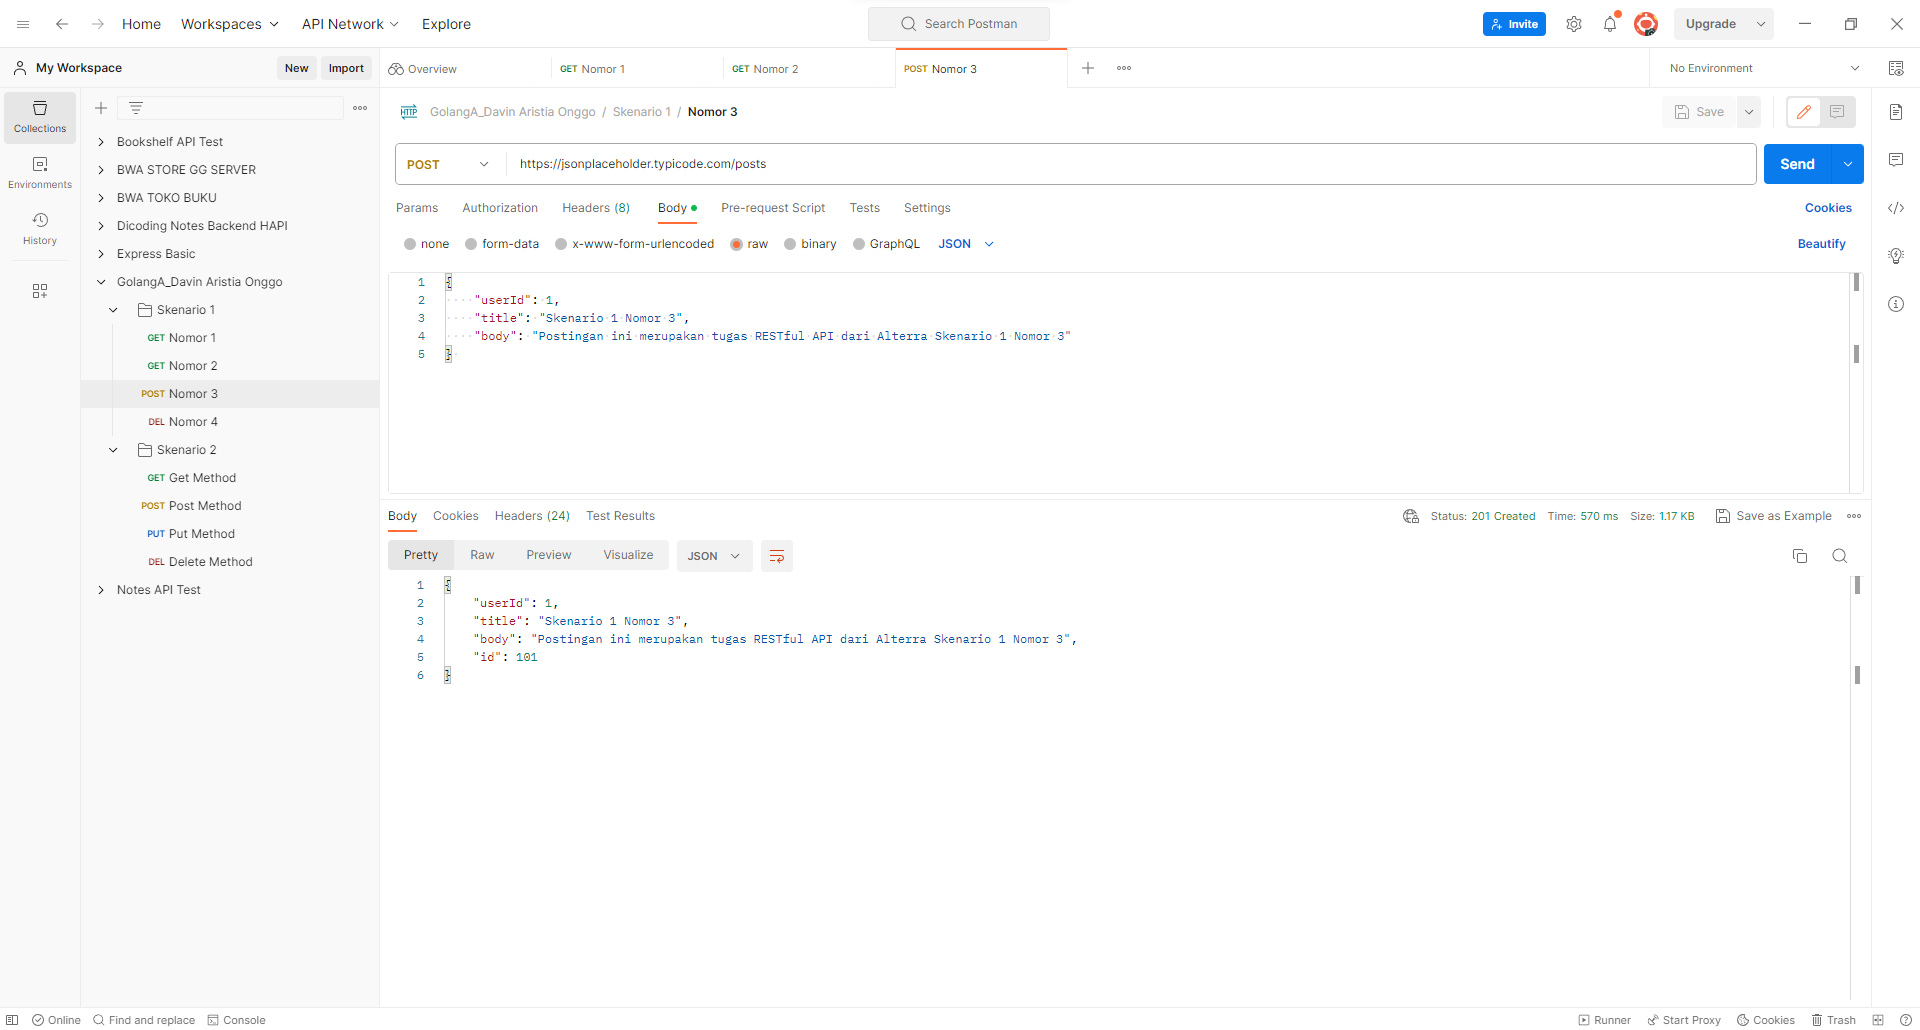 Home Workspaces API Network Explore Search Postman Invite Upgrade
My Workspace New Import
Overview GET Nomor 1 GET Nomor 2 POST Nomor 3 No Environment
Collections
Environments
History
Bookshelf API Test
BWA STORE GG SERVER
BWA TOKO BUKU
Dicoding Notes Backend HAPI
Express Basic
GolangA_Davin Aristia Onggo
Skenario 1
GET Nomor 1
GET Nomor 2
POST Nomor 3
DEL Nomor 4
Skenario 2
GET Get Method
POST Post Method
PUT Put Method
DEL Delete Method
Notes API Test
HTTP GolangA_Davin Aristia Onggo / Skenario 1 / Nomor 3 Save
POST https://jsonplaceholder.typicode.com/posts Send
Params Authorization Headers (8) Body Pre-request Script Tests Settings Cookies
none form-data x-www-form-urlencoded raw binary GraphQL JSON Beautify
1 {
2 "userId": 1,
3 "title": "Skenario 1 Nomor 3",
4 "body": "Postingan ini merupakan tugas RESTful API dari Alterra Skenario 1 Nomor 3"
5 }
Body Cookies Headers (24) Test Results Status: 201 Created Time: 570 ms Size: 1.17 KB Save as Example
Pretty Raw Preview Visualize JSON
1 {
2 "userId": 1,
3 "title": "Skenario 1 Nomor 3",
4 "body": "Postingan ini merupakan tugas RESTful API dari Alterra Skenario 1 Nomor 3",
5 "id": 101
6 }
Online Find and replace Console Runner Start Proxy Cookies Trash